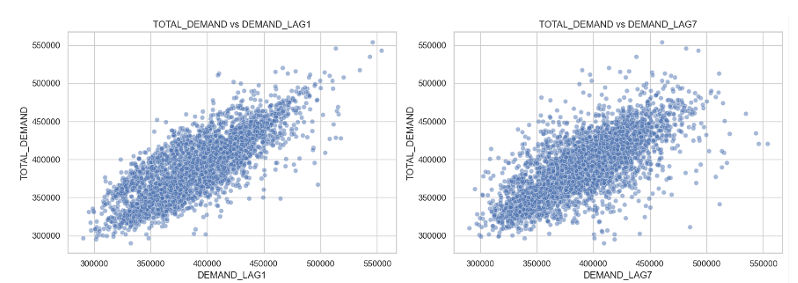 TOTAL_DEMAND vs DEMAND_LAG1
550000
500000
450000
400000
350000
300000
TOTAL_DEMAND
300000 350000 400000 450000 500000 550000
DEMAND_LAG1
TOTAL_DEMAND vs DEMAND_LAG7
550000
500000
450000
400000
350000
300000
TOTAL_DEMAND
300000 350000 400000 450000 500000 550000
DEMAND_LAG7